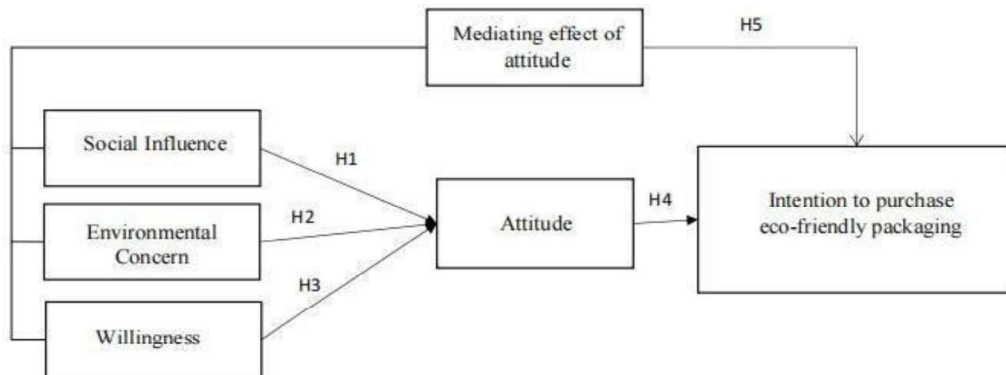 Mediating effect of
attitude
H5
Social Influence
H1
Environmental
Concern
H2
Willingness
H3
Attitude
H4
Intention to purchase
eco-friendly packaging